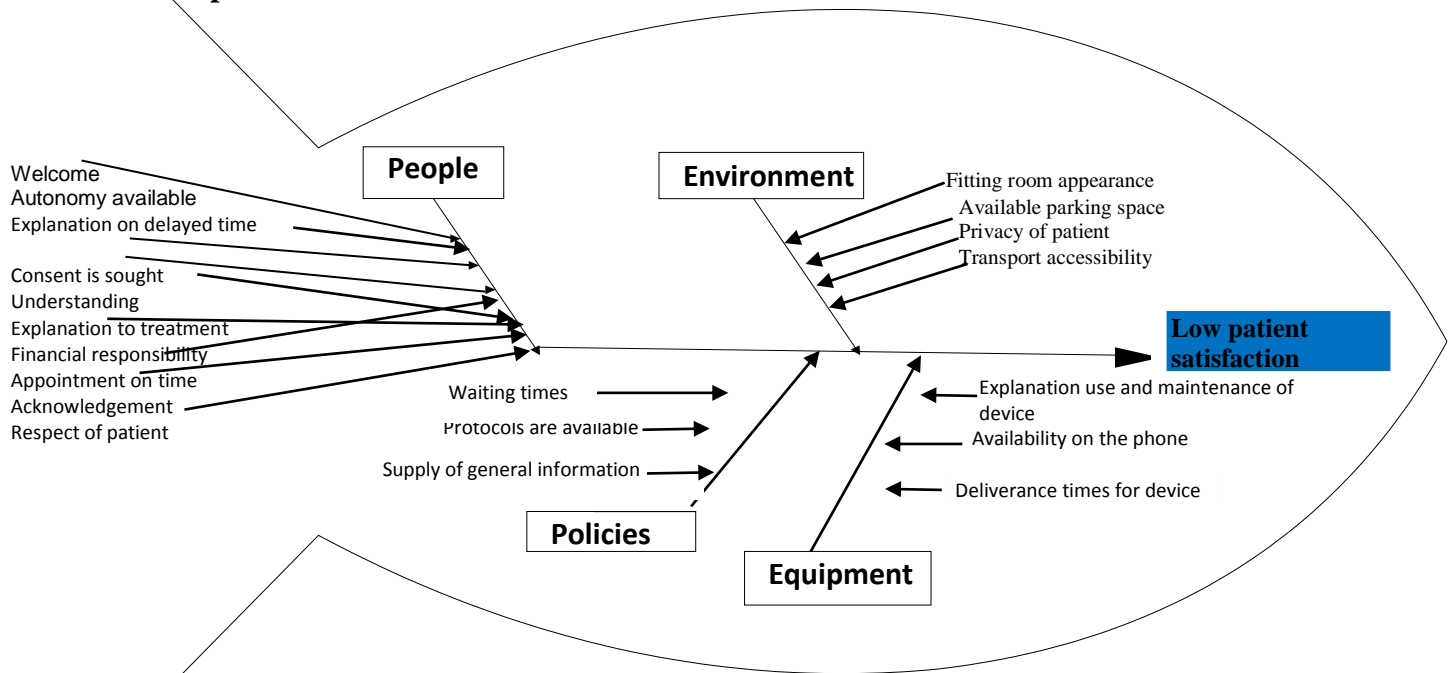 People
Environment
Welcome
Autonomy available
Explanation on delayed time
Consent is sought
Understanding
Explanation to treatment
Financial responsibility
Appointment on time
Acknowledgement
Respect of patient
Fitting room appearance
Available parking space
Privacy of patient
Transport accessibility
Low patient
satisfaction
Waiting times
Protocols are available
Supply of general information
Explanation use and maintenance of
device
Availability on the phone
Deliverance times for device
Policies
Equipment